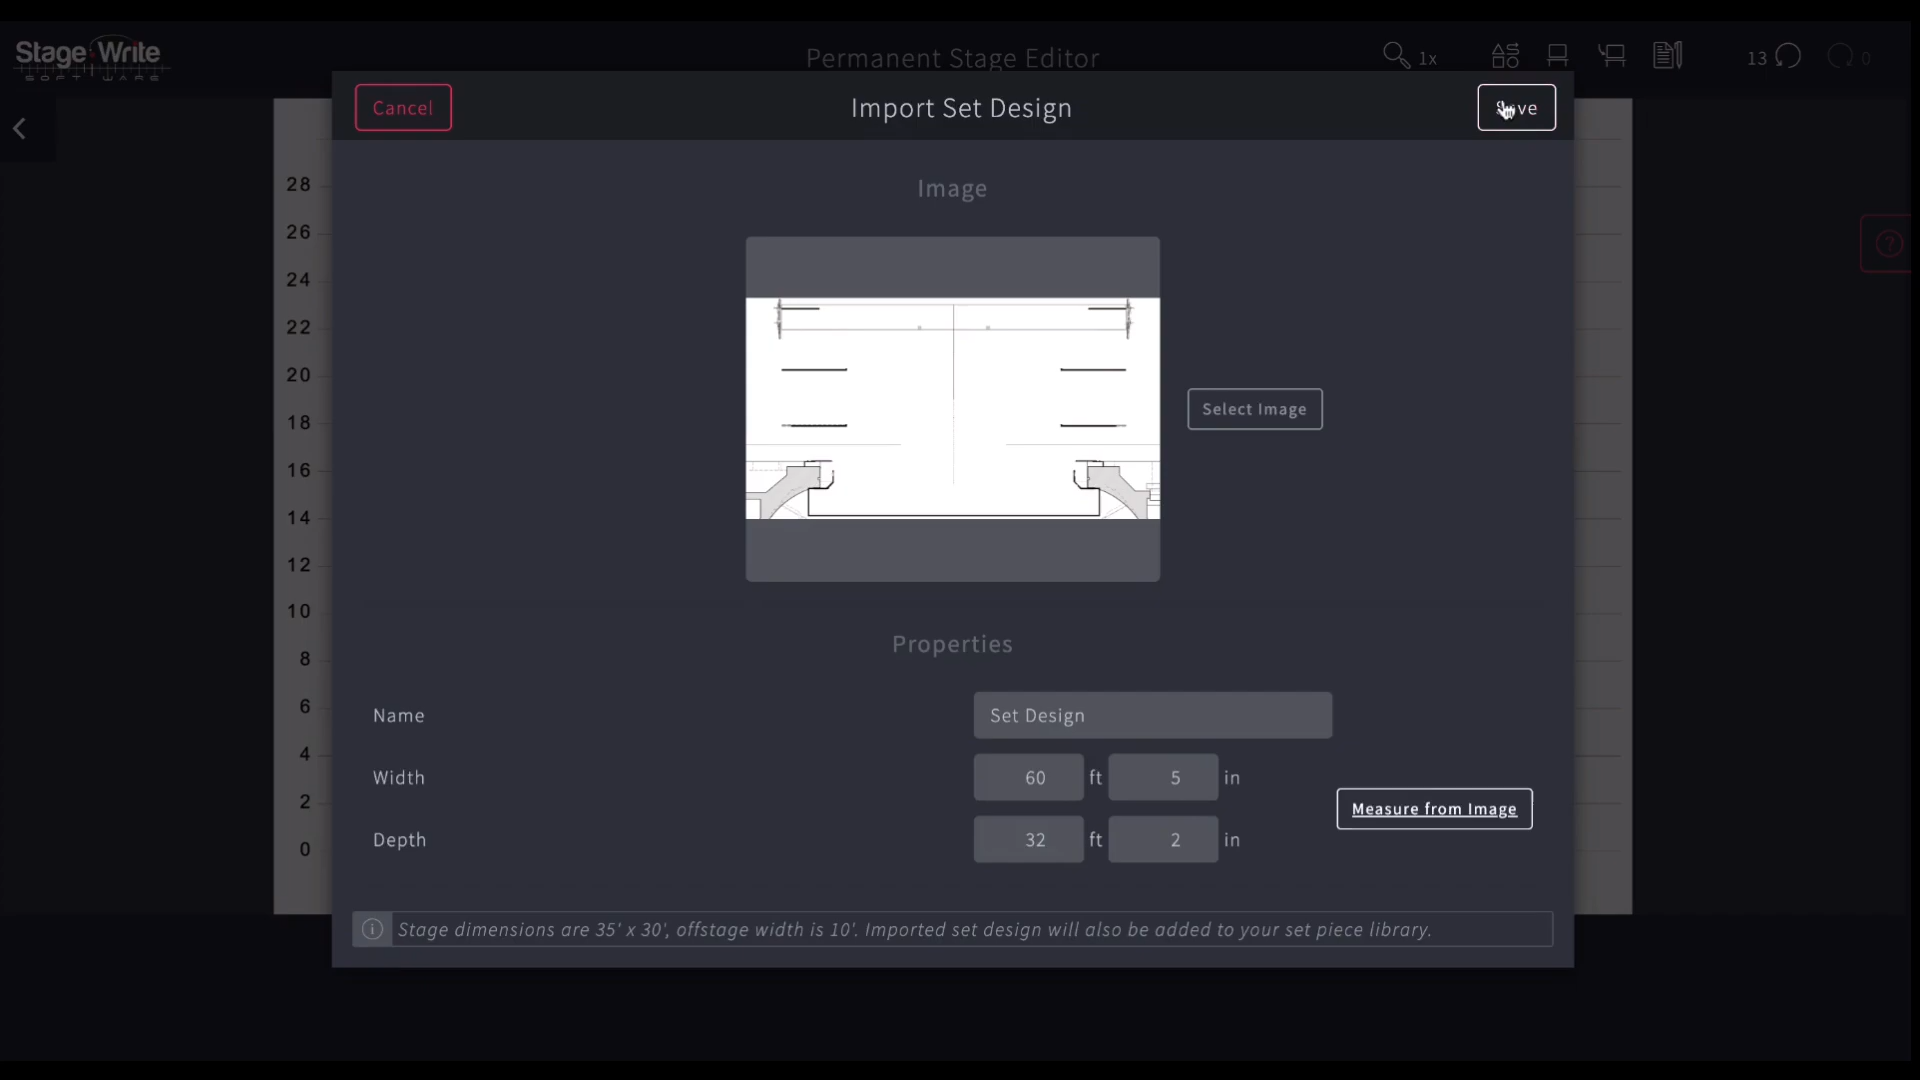 Stage Write
SOFTWARE
Permanent Stage Editor
1x
13
0
Cancel
Import Set Design
Save
Image
28
26
24
22
20
18
16
14
12
10
8
6
4
2
0
Select Image
Properties
Name
Set Design
Width
60 ft 5 in
Measure from Image
Depth
32 ft 2 in
Stage dimensions are 35' x 30', offstage width is 10'. Imported set design will also be added to your set piece library.